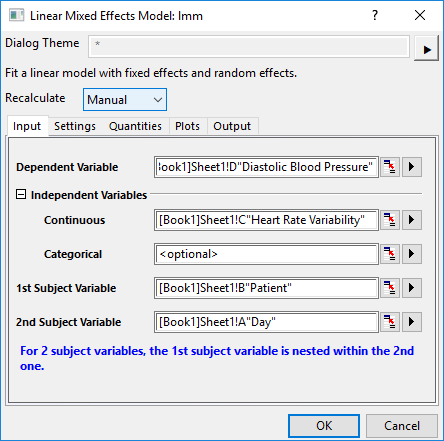 Linear Mixed Effects Model: lmm
Dialog Theme *
Fit a linear model with fixed effects and random effects.
Recalculate Manual
Input Settings Quantities Plots Output
Dependent Variable Book1]Sheet1!D"Diastolic Blood Pressure"
Independent Variables
Continuous [Book1]Sheet1!C"Heart Rate Variability"
Categorical <optional>
1st Subject Variable [Book1]Sheet1!B"Patient"
2nd Subject Variable [Book1]Sheet1!A"Day"
For 2 subject variables, the 1st subject variable is nested within the 2nd
one.
OK Cancel